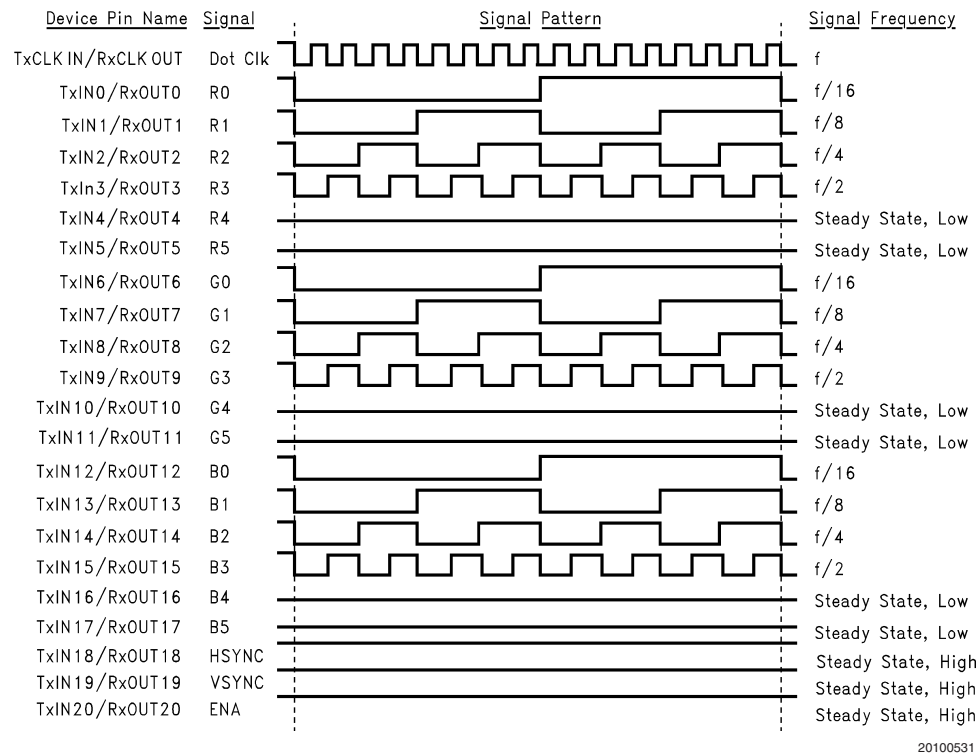 Device Pin Name Signal Signal Pattern Signal Frequency
TxCLK IN/RxCLK OUT Dot Clk f
TxIN0/RxOUT0 R0 f/16
TxIN1/RxOUT1 R1 f/8
TxIN2/RxOUT2 R2 f/4
TxIn3/RxOUT3 R3 f/2
TxIN4/RxOUT4 R4 Steady State, Low
TxIN5/RxOUT5 R5 Steady State, Low
TxIN6/RxOUT6 G0 f/16
TxIN7/RxOUT7 G1 f/8
TxIN8/RxOUT8 G2 f/4
TxIN9/RxOUT9 G3 f/2
TxIN10/RxOUT10 G4 Steady State, Low
TxIN11/RxOUT11 G5 Steady State, Low
TxIN12/RxOUT12 B0 f/16
TxIN13/RxOUT13 B1 f/8
TxIN14/RxOUT14 B2 f/4
TxIN15/RxOUT15 B3 f/2
TxIN16/RxOUT16 B4 Steady State, Low
TxIN17/RxOUT17 B5 Steady State, Low
TxIN18/RxOUT18 HSYNC Steady State, High
TxIN19/RxOUT19 VSYNC Steady State, High
TxIN20/RxOUT20 ENA Steady State, High
20100531